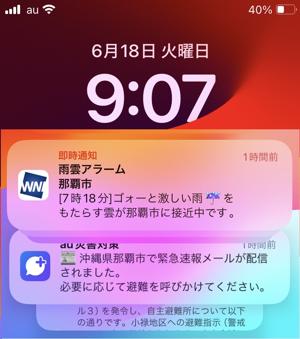 au 40%
6月18日 火曜日
9:07
即時通知 1時間前
雨雲アラーム
那覇市
[7時18分]ゴォーと激しい雨☔を
もたらす雲が那覇市に接近中です。
WN
au災害対策 1時間前
沖縄県那覇市で緊急速報メールが配信
されました。
必要に応じて避難を呼びかけてください。
ル3）を発令し、自主避難所について以下
の通りです。小禄地区への避難指示（警戒